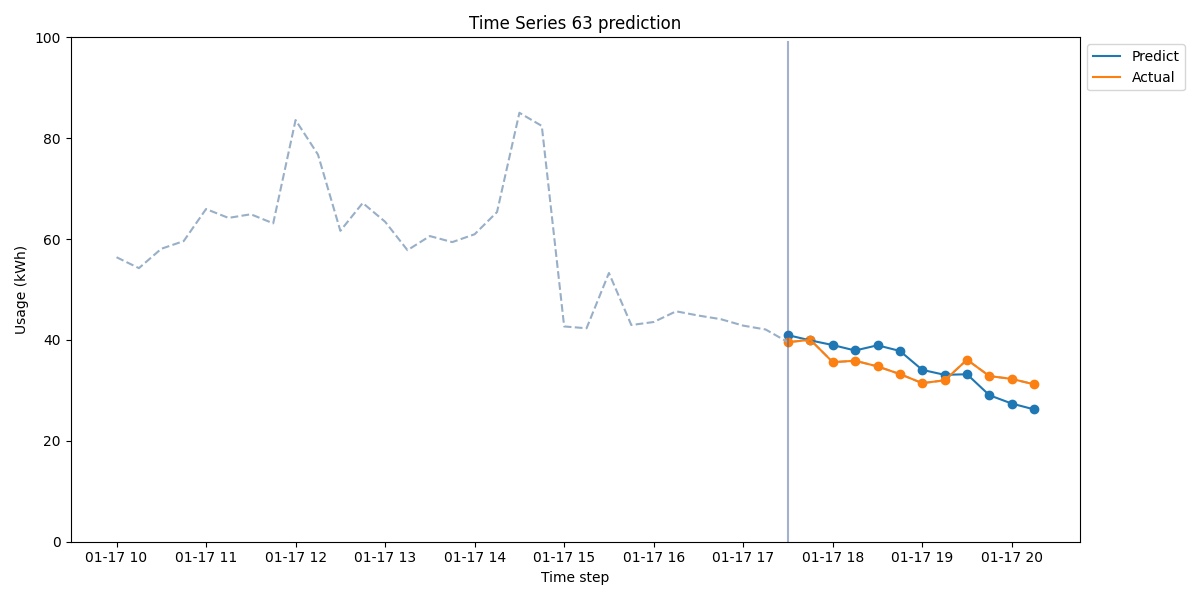 Time Series 63 prediction
Predict
Actual
Usage (kWh)
100
80
60
40
20
0
01-17 10 01-17 11 01-17 12 01-17 13 01-17 14 01-17 15 01-17 16 01-17 17 01-17 18 01-17 19 01-17 20
Time step